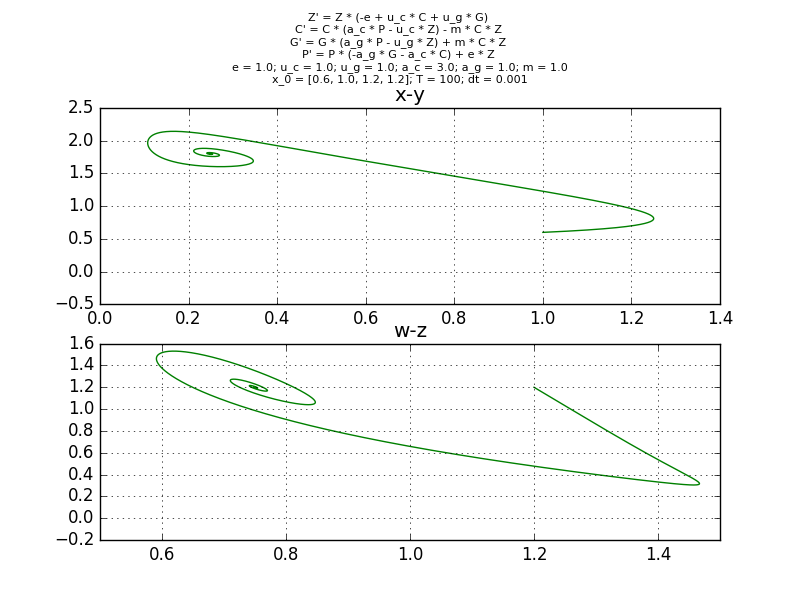 Z' = Z * (-e + u_c * C + u_g * G)
C' = C * (a_c * P - u_c * Z) - m * C * Z
G' = G * (a_g * P - u_g * Z) + m * C * Z
P' = P * (-a_g * G - a_c * C) + e * Z
e = 1.0; u_c = 1.0; u_g = 1.0; a_c = 3.0; a_g = 1.0; m = 1.0
x_0 = [0.6, 1.0, 1.2, 1.2]; T = 100; dt = 0.001
x-y
2.5
2.0
1.5
1.0
0.5
0.0
−0.5
0.0 0.2 0.4 0.6 0.8 1.0 1.2 1.4
w-z
1.6
1.4
1.2
1.0
0.8
0.6
0.4
0.2
0.0
−0.2
0.6 0.8 1.0 1.2 1.4